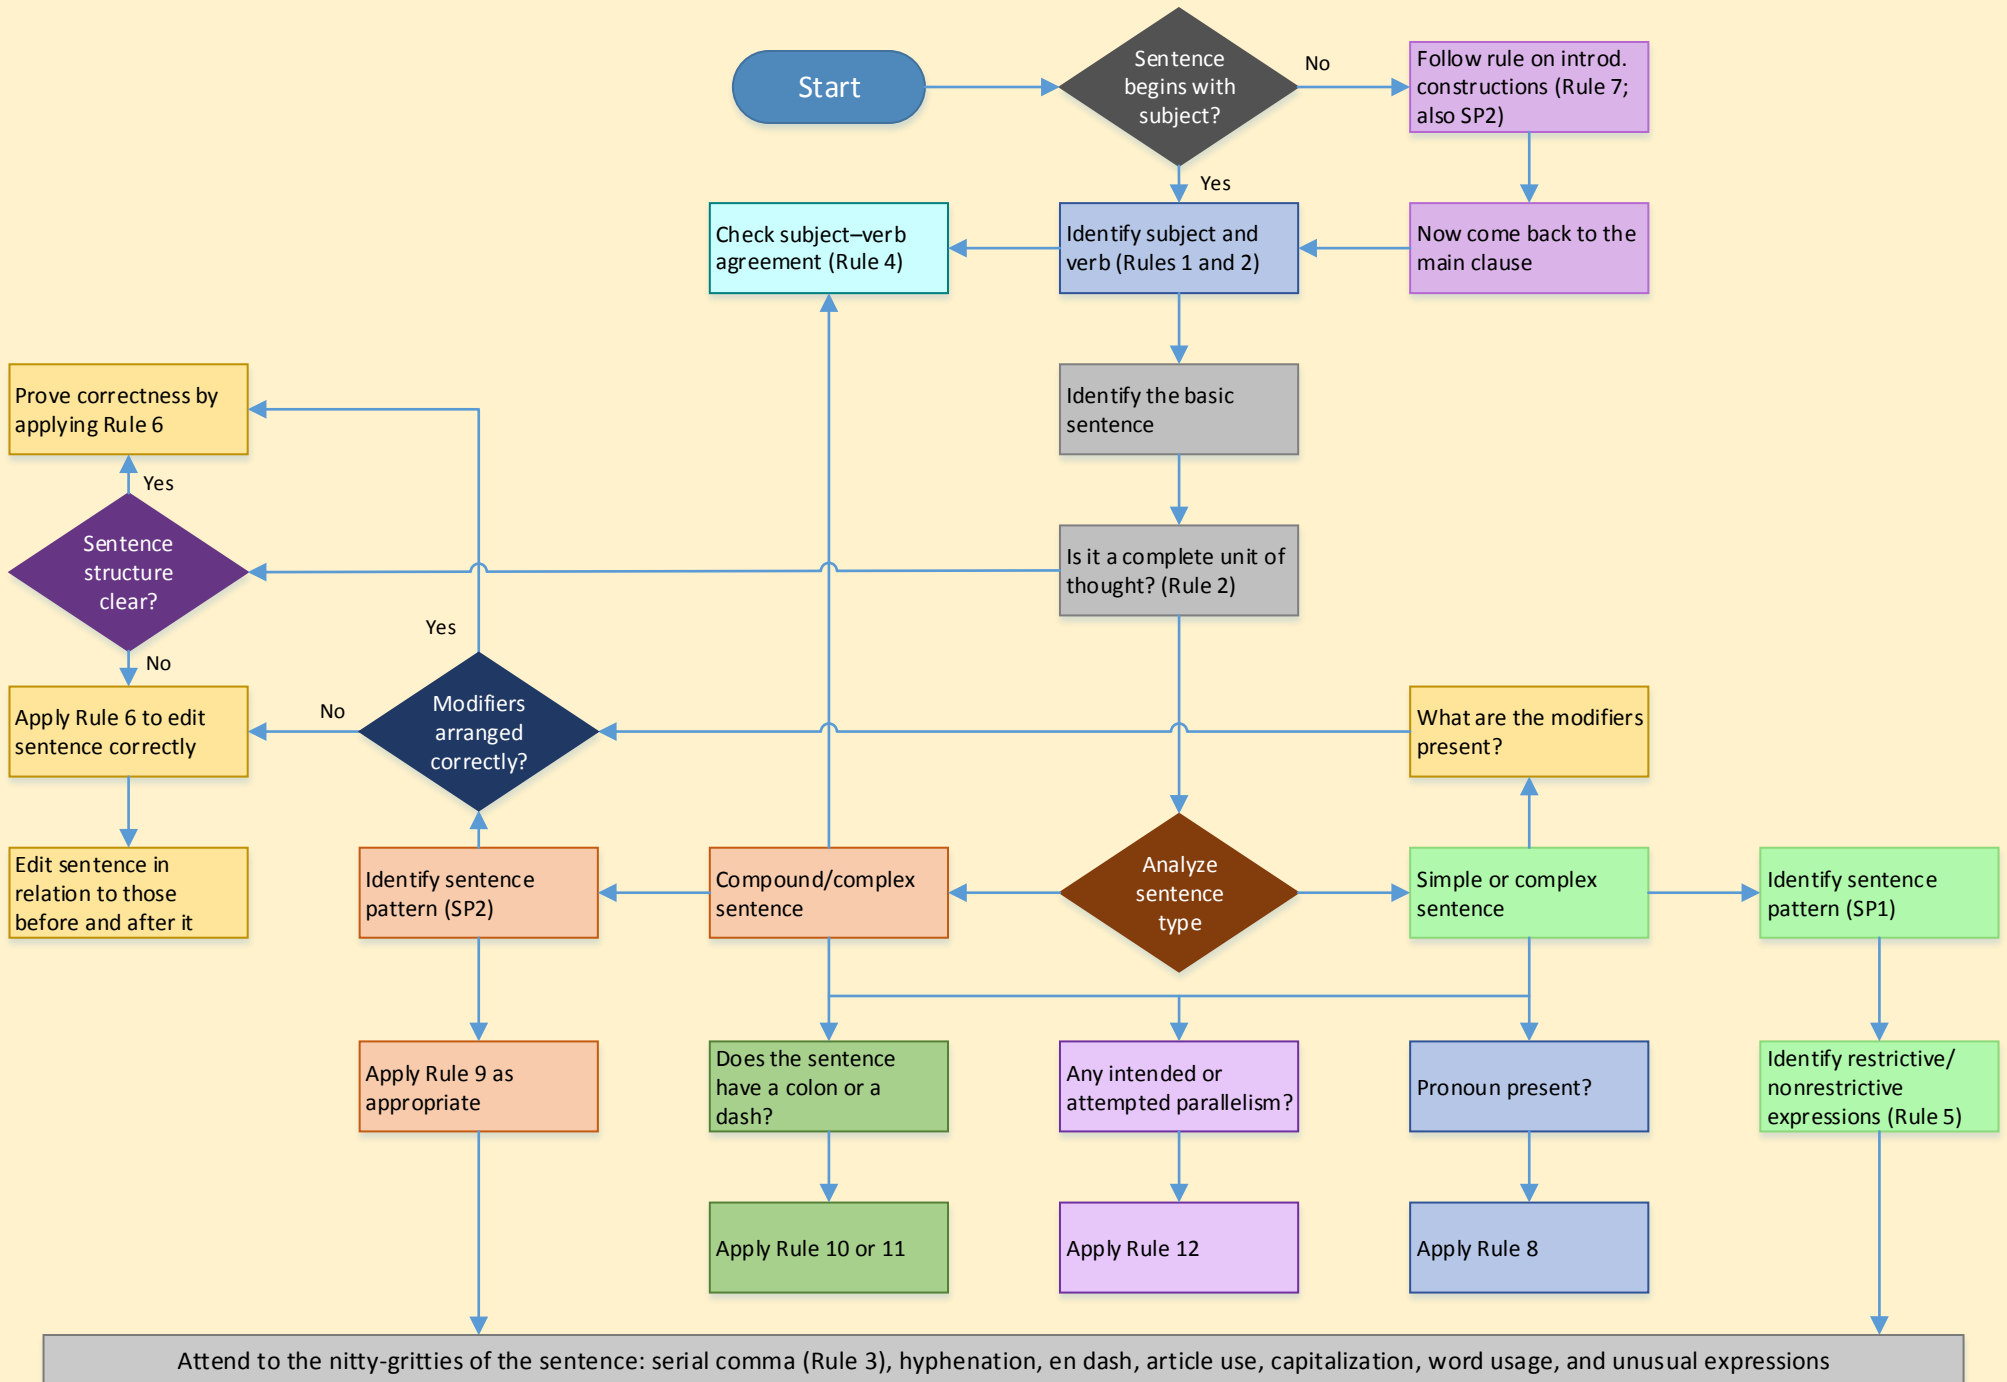 Start
Sentence
begins with
subject?
No
Follow rule on introd.
constructions (Rule 7;
also SP2)
Yes
Check subject–verb
agreement (Rule 4)
Identify subject and
verb (Rules 1 and 2)
Now come back to the
main clause
Prove correctness by
applying Rule 6
Identify the basic
sentence
Yes
Sentence
structure
clear?
Is it a complete unit of
thought? (Rule 2)
Yes
No
Apply Rule 6 to edit
sentence correctly
No
Modifiers
arranged
correctly?
What are the modifiers
present?
Edit sentence in
relation to those
before and after it
Identify sentence
pattern (SP2)
Compound/complex
sentence
Analyze
sentence
type
Simple or complex
sentence
Identify sentence
pattern (SP1)
Apply Rule 9 as
appropriate
Does the sentence
have a colon or a
dash?
Any intended or
attempted parallelism?
Pronoun present?
Identify restrictive/
nonrestrictive
expressions (Rule 5)
Apply Rule 10 or 11
Apply Rule 12
Apply Rule 8
Attend to the nitty-gritties of the sentence: serial comma (Rule 3), hyphenation, en dash, article use, capitalization, word usage, and unusual expressions